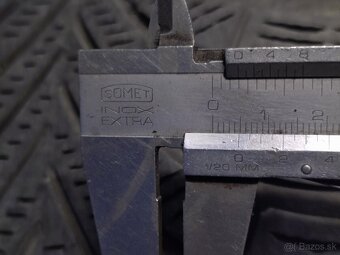 0 4 8
SOMET
INOX
EXTRA
0 1 2
0 2 4
1/20 MM
Bazos.sk